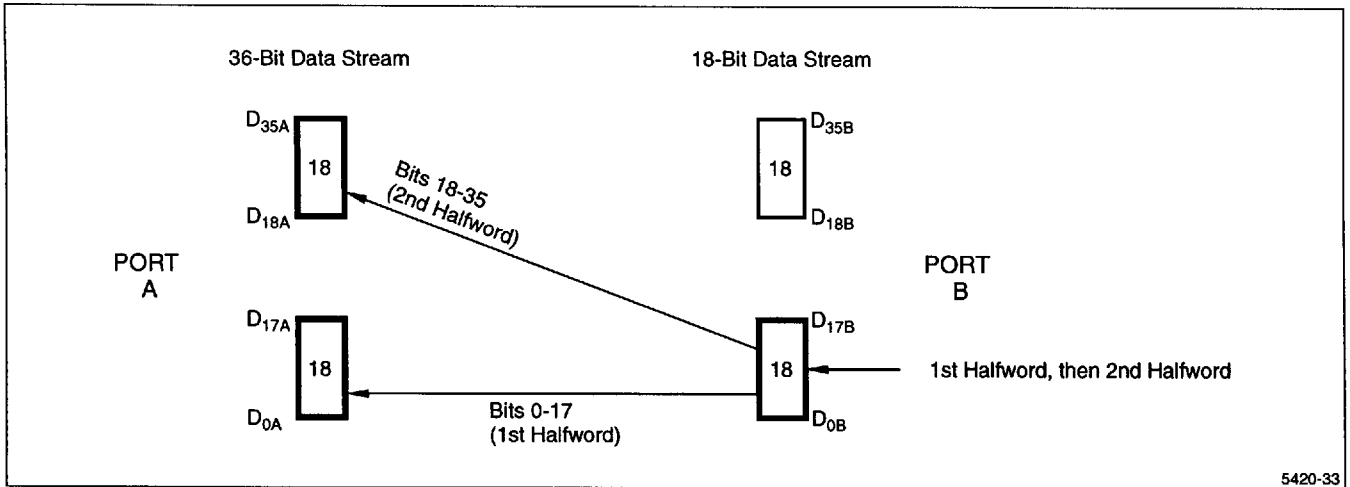 36-Bit Data Stream
18-Bit Data Stream
D35A
18
D18A
Bits 18-35
(2nd Halfword)
D35B
18
D18B
PORT
A
PORT
B
D17A
18
D0A
Bits 0-17
(1st Halfword)
D17B
18
D0B
1st Halfword, then 2nd Halfword
5420-33